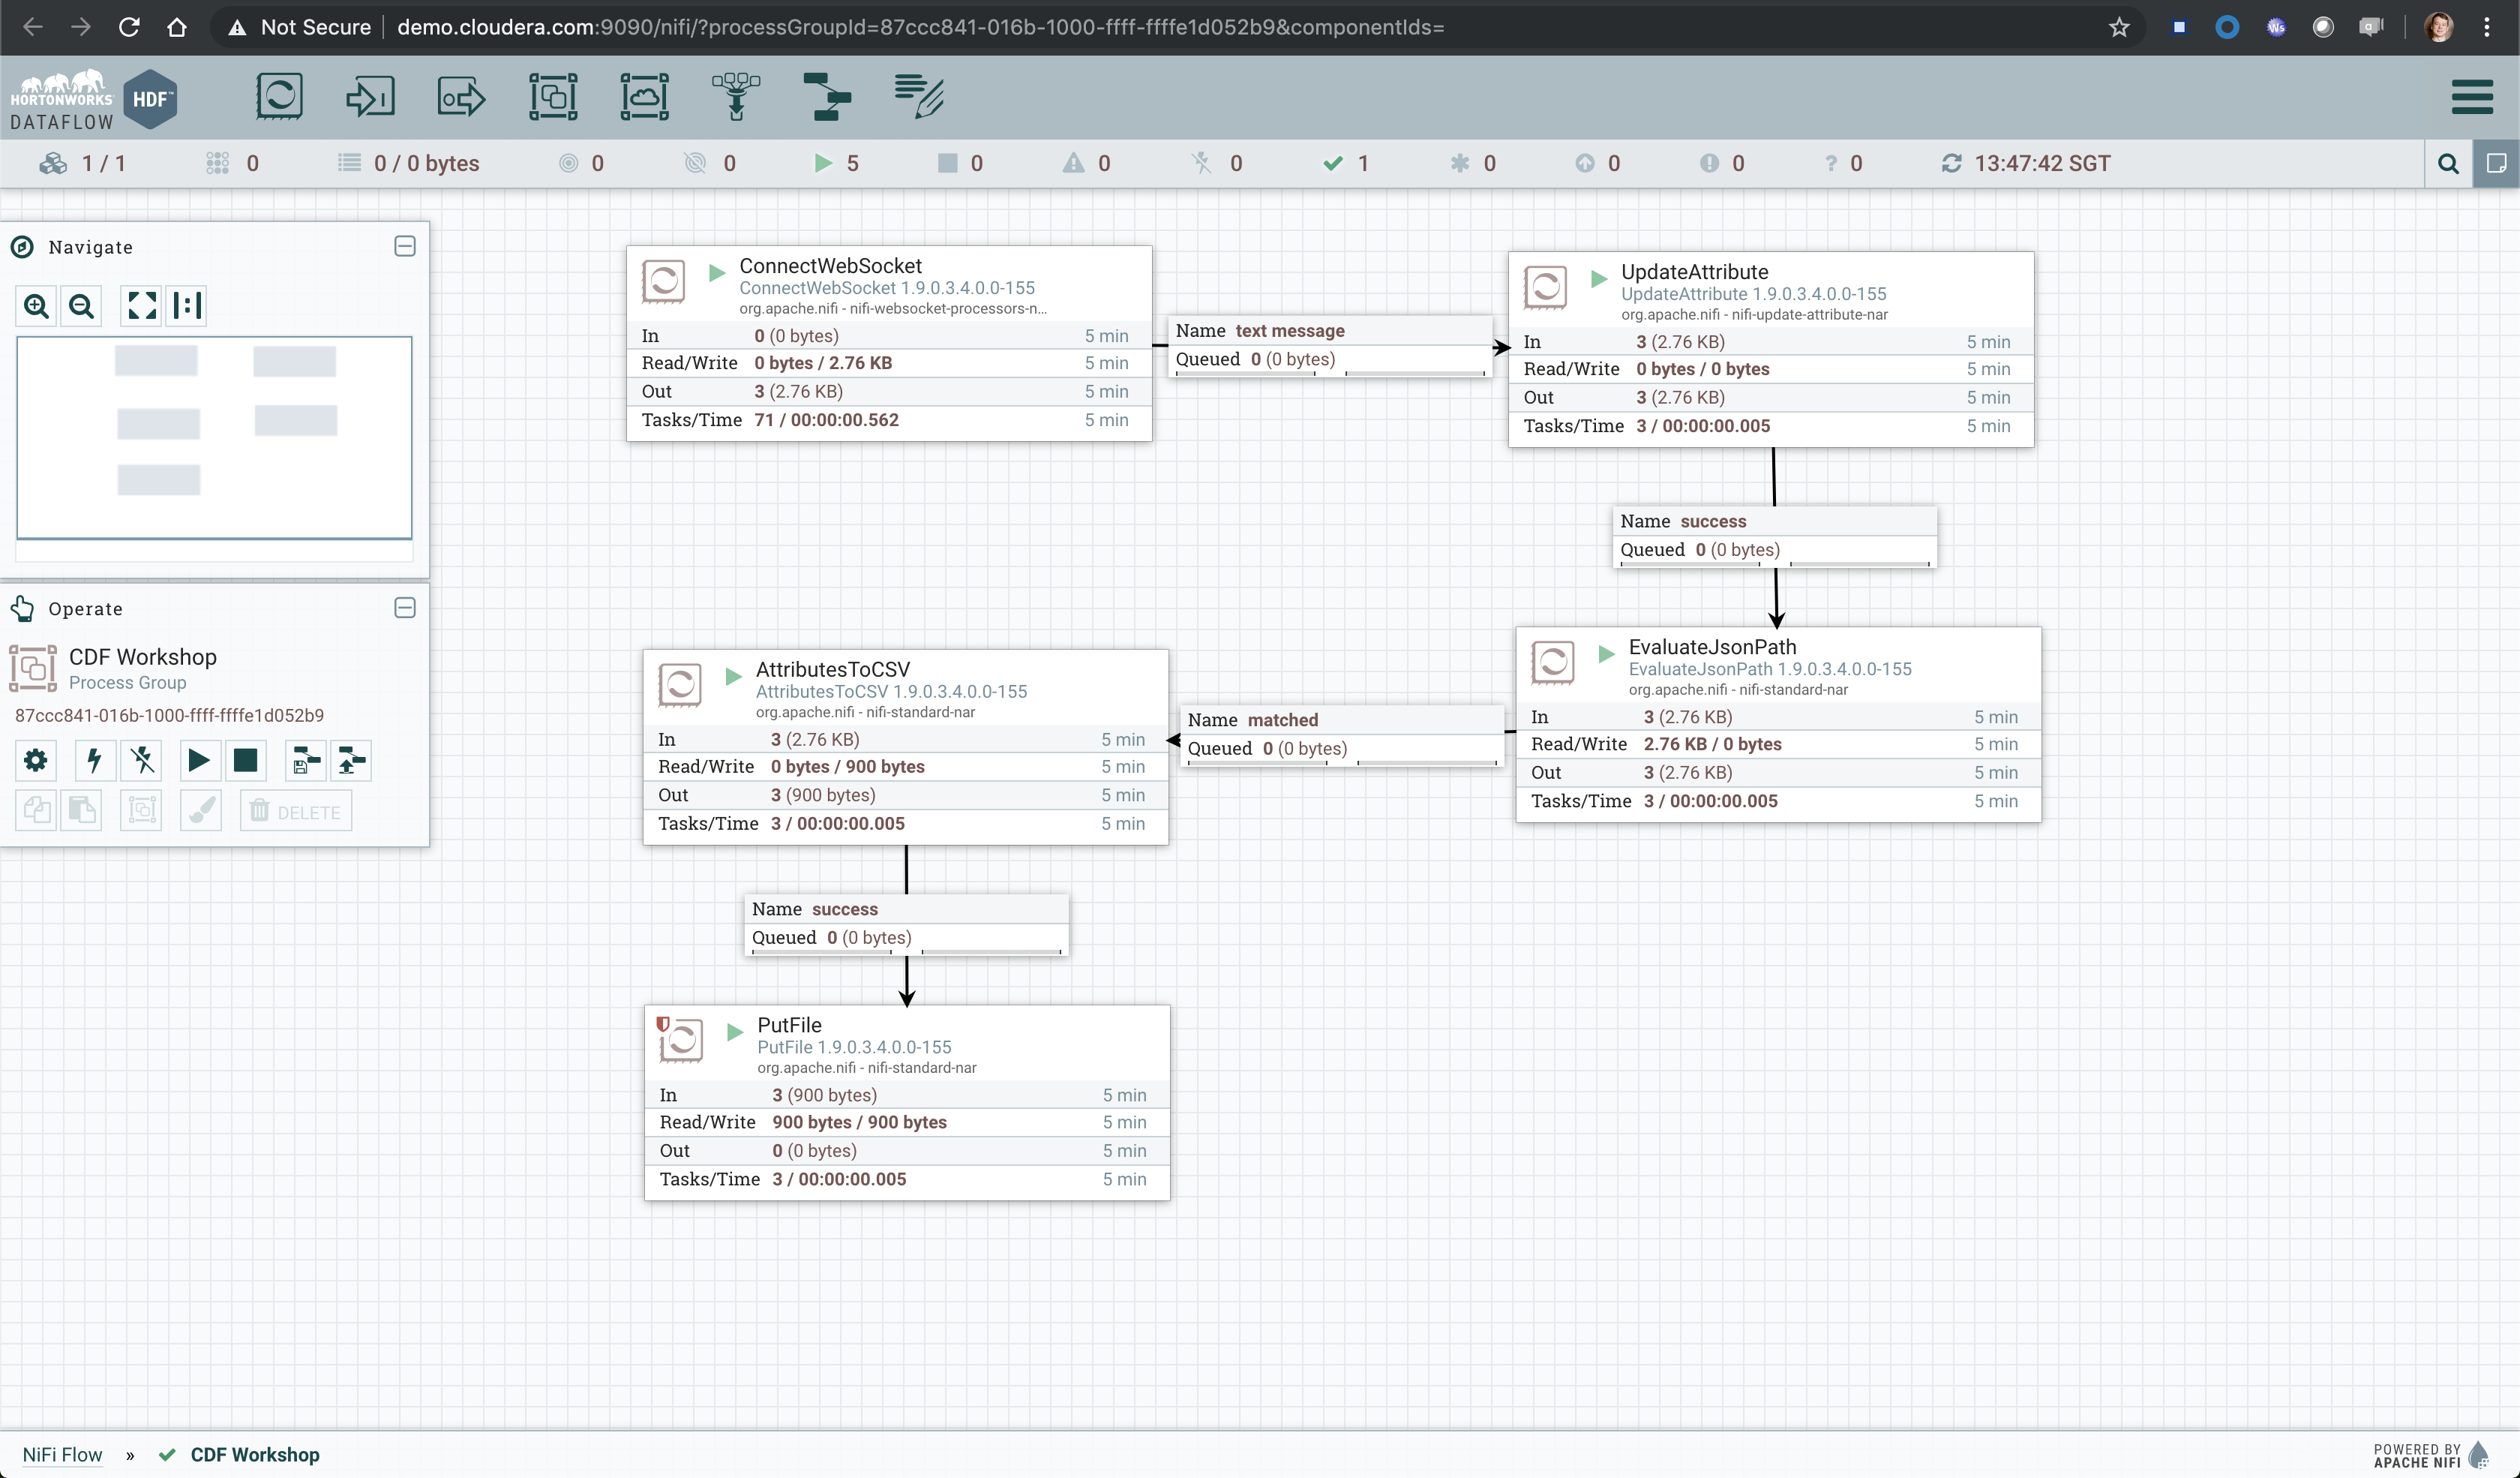 Not Secure demo.cloudera.com:9090/nifi/?processGroupId=87ccc841-016b-1000-ffff-ffffe1d052b9&componentIds=
HORTONWORKS
DATAFLOW
HDF™
1 / 1 0 0 / 0 bytes 0 0 5 0 0 0 1 0 0 0 ? 0 13:47:42 SGT
Navigate
Operate
CDF Workshop
Process Group
87ccc841-016b-1000-ffff-ffffe1d052b9
DELETE
ConnectWebSocket
ConnectWebSocket 1.9.0.3.4.0.0-155
org.apache.nifi - nifi-websocket-processors-n...
In 0 (0 bytes) 5 min
Read/Write 0 bytes / 2.76 KB 5 min
Out 3 (2.76 KB) 5 min
Tasks/Time 71 / 00:00:00.562 5 min
Name text message
Queued 0 (0 bytes)
UpdateAttribute
UpdateAttribute 1.9.0.3.4.0.0-155
org.apache.nifi - nifi-update-attribute-nar
In 3 (2.76 KB) 5 min
Read/Write 0 bytes / 0 bytes 5 min
Out 3 (2.76 KB) 5 min
Tasks/Time 3 / 00:00:00.005 5 min
Name success
Queued 0 (0 bytes)
EvaluateJsonPath
EvaluateJsonPath 1.9.0.3.4.0.0-155
org.apache.nifi - nifi-standard-nar
In 3 (2.76 KB) 5 min
Read/Write 2.76 KB / 0 bytes 5 min
Out 3 (2.76 KB) 5 min
Tasks/Time 3 / 00:00:00.005 5 min
Name matched
Queued 0 (0 bytes)
AttributesToCSV
AttributesToCSV 1.9.0.3.4.0.0-155
org.apache.nifi - nifi-standard-nar
In 3 (2.76 KB) 5 min
Read/Write 0 bytes / 900 bytes 5 min
Out 3 (900 bytes) 5 min
Tasks/Time 3 / 00:00:00.005 5 min
Name success
Queued 0 (0 bytes)
PutFile
PutFile 1.9.0.3.4.0.0-155
org.apache.nifi - nifi-standard-nar
In 3 (900 bytes) 5 min
Read/Write 900 bytes / 900 bytes 5 min
Out 0 (0 bytes) 5 min
Tasks/Time 3 / 00:00:00.005 5 min
NiFi Flow » CDF Workshop
POWERED BY
APACHE NIFI